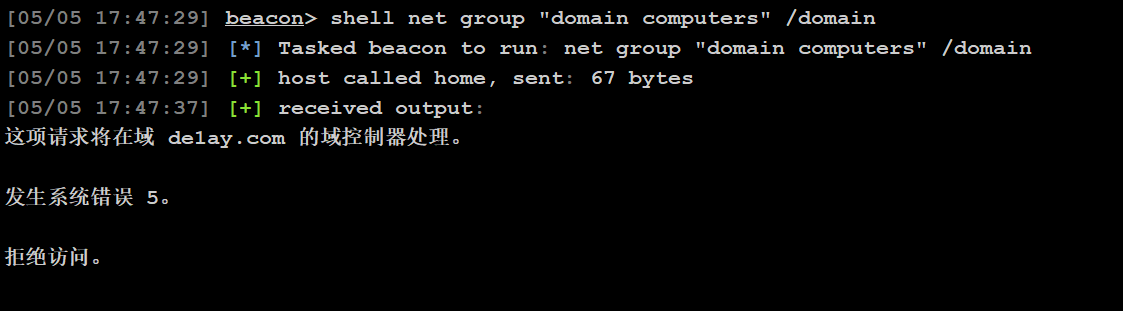 [05/05 17:47:29] beacon> shell net group "domain computers" /domain
[05/05 17:47:29] [*] Tasked beacon to run: net group "domain computers" /domain
[05/05 17:47:29] [+] host called home, sent: 67 bytes
[05/05 17:47:37] [+] received output:
这项请求将在域 de1ay.com 的域控制器处理。
发生系统错误 5。
拒绝访问。